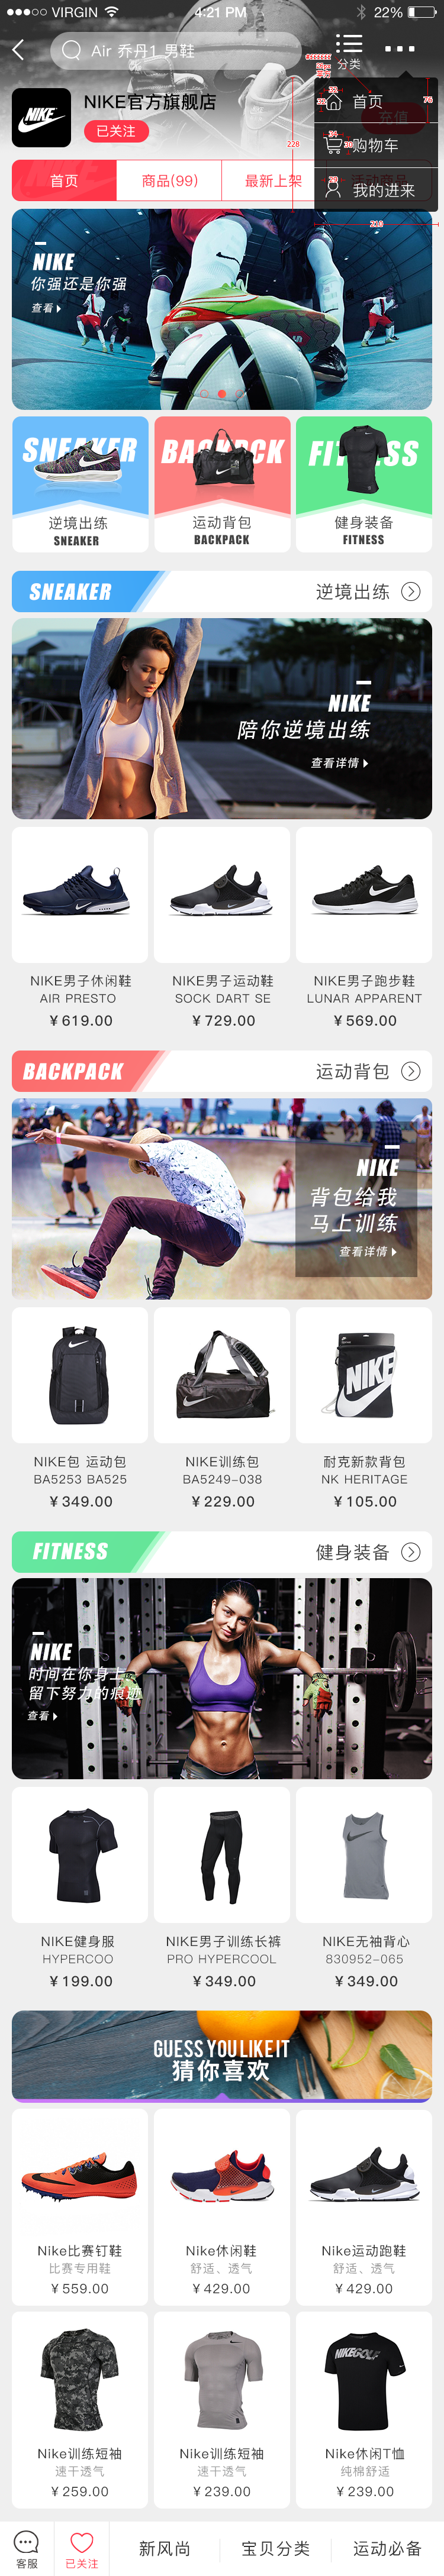 VIRGIN
4:21 PM
22%
Air 乔丹1 男鞋
分类
NIKE
NIKE官方旗舰店
已关注
充值
32
首页
76
34
30
购物车
228
我的进来
210
首页
商品(99)
最新上架
活动商品
NIKE
你强还是你强
查看
SNEAKER
BACKPACK
FITNESS
逆境出练
运动背包
健身装备
SNEAKER
BACKPACK
FITNESS
SNEAKER
逆境出练
NIKE
陪你逆境出练
查看详情
NIKE男子休闲鞋
NIKE男子运动鞋
NIKE男子跑步鞋
AIR PRESTO
SOCK DART SE
LUNAR APPARENT
¥619.00
¥729.00
¥569.00
BACKPACK
运动背包
NIKE
背包给我
马上训练
查看详情
NIKE
NIKE包 运动包
NIKE训练包
耐克新款背包
BA5253 BA525
BA5249-038
NK HERITAGE
¥349.00
¥229.00
¥105.00
FITNESS
健身装备
NIKE
时间在你身上
留下努力的痕迹
查看
NIKE健身服
NIKE男子训练长裤
NIKE无袖背心
HYPERCOO
PRO HYPERCOOL
830952-065
¥199.00
¥349.00
¥349.00
GUESS YOU LIKE IT
猜你喜欢
Nike比赛钉鞋
Nike休闲鞋
Nike运动跑鞋
比赛专用鞋
舒适、透气
舒适、透气
¥559.00
¥429.00
¥429.00
NIKEGOLF
Nike训练短袖
Nike训练短袖
Nike休闲T恤
速干透气
速干透气
纯棉舒适
¥259.00
¥239.00
¥239.00
客服
已关注
新风尚
宝贝分类
运动必备